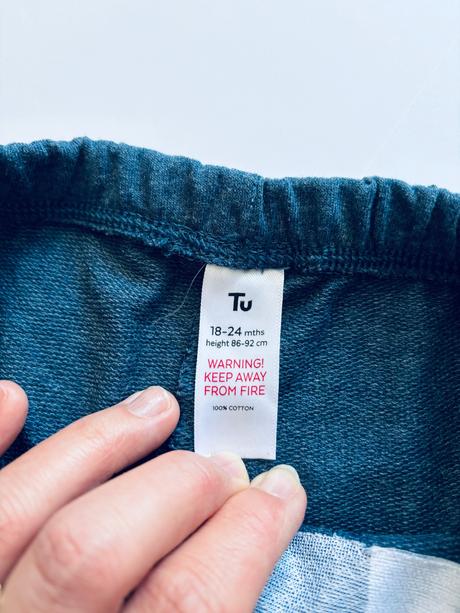 Tu
18-24 mths
height 86-92 cm
WARNING!
KEEP AWAY
FROM FIRE
100% COTTON